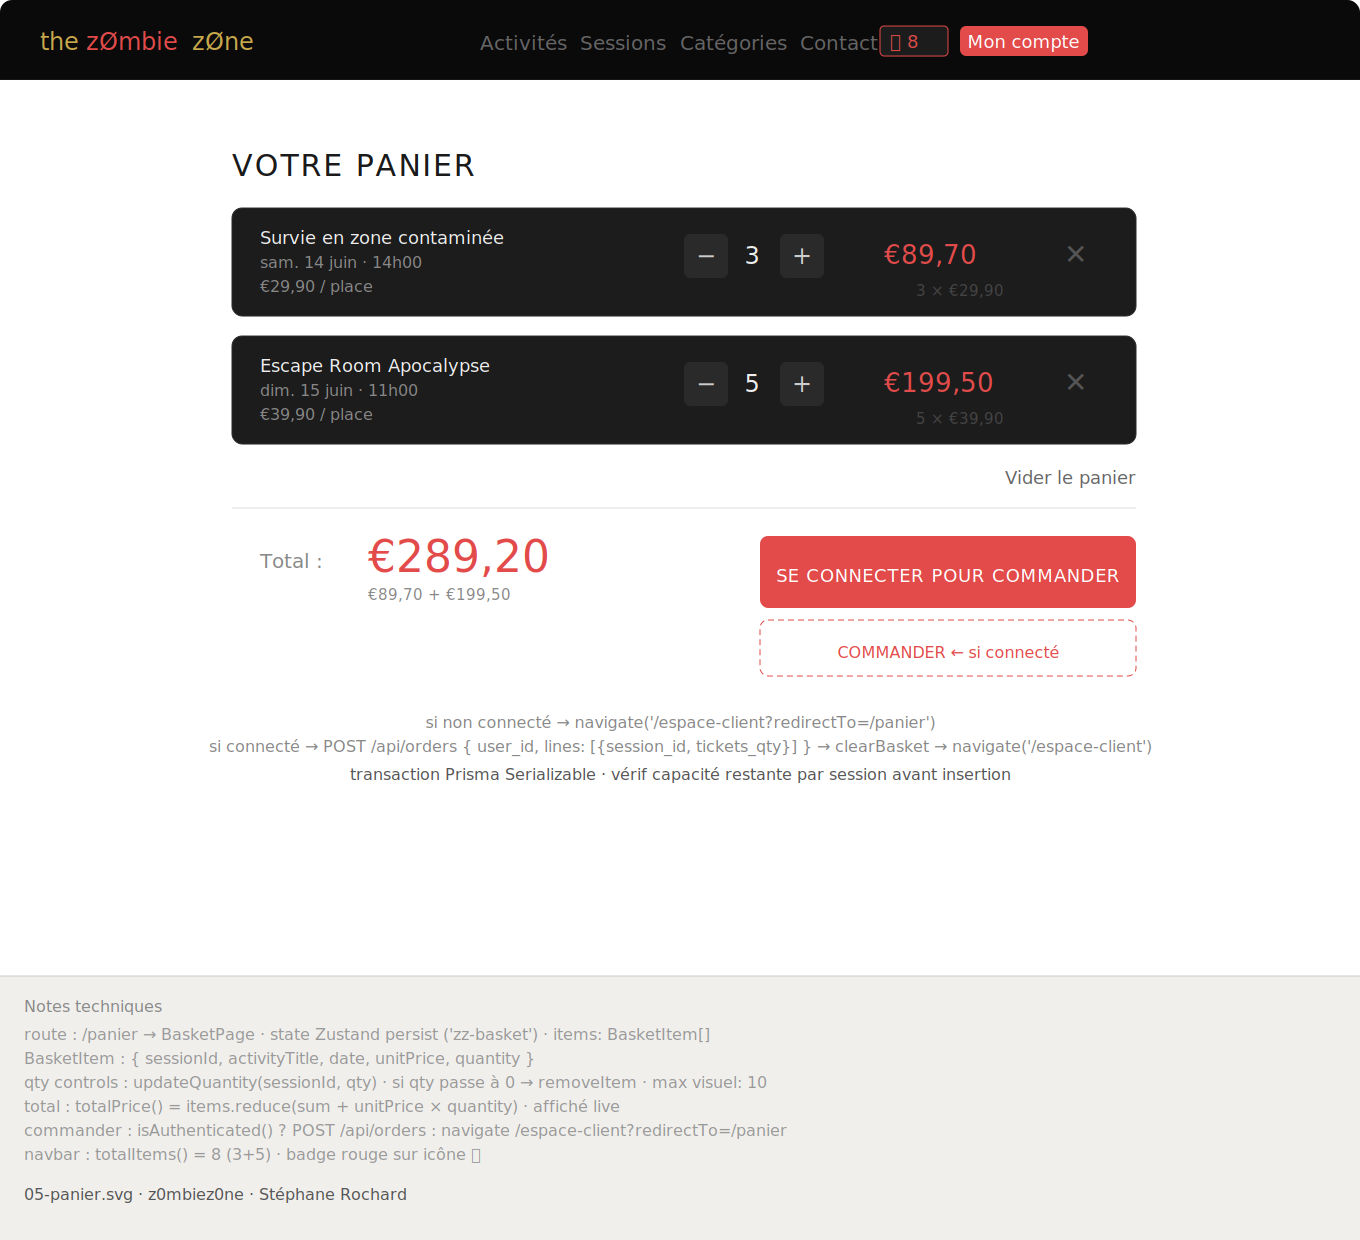 the zØmbie zØne
Activités Sessions Catégories Contact 8 Mon compte
VOTRE PANIER
Survie en zone contaminée
sam. 14 juin · 14h00
€29,90 / place
− 3 + €89,70 ✕
3 × €29,90
Escape Room Apocalypse
dim. 15 juin · 11h00
€39,90 / place
− 5 + €199,50 ✕
5 × €39,90
Vider le panier
Total : €289,20
€89,70 + €199,50
SE CONNECTER POUR COMMANDER
COMMANDER ← si connecté
si non connecté → navigate('/espace-client?redirectTo=/panier')
si connecté → POST /api/orders { user_id, lines: [{session_id, tickets_qty}] } → clearBasket → navigate('/espace-client')
transaction Prisma Serializable · vérif capacité restante par session avant insertion
Notes techniques
route : /panier → BasketPage · state Zustand persist ('zz-basket') · items: BasketItem[]
BasketItem : { sessionId, activityTitle, date, unitPrice, quantity }
qty controls : updateQuantity(sessionId, qty) · si qty passe à 0 → removeItem · max visuel: 10
total : totalPrice() = items.reduce(sum + unitPrice × quantity) · affiché live
commander : isAuthenticated() ? POST /api/orders : navigate /espace-client?redirectTo=/panier
navbar : totalItems() = 8 (3+5) · badge rouge sur icône
05-panier.svg · z0mbiez0ne · Stéphane Rochard